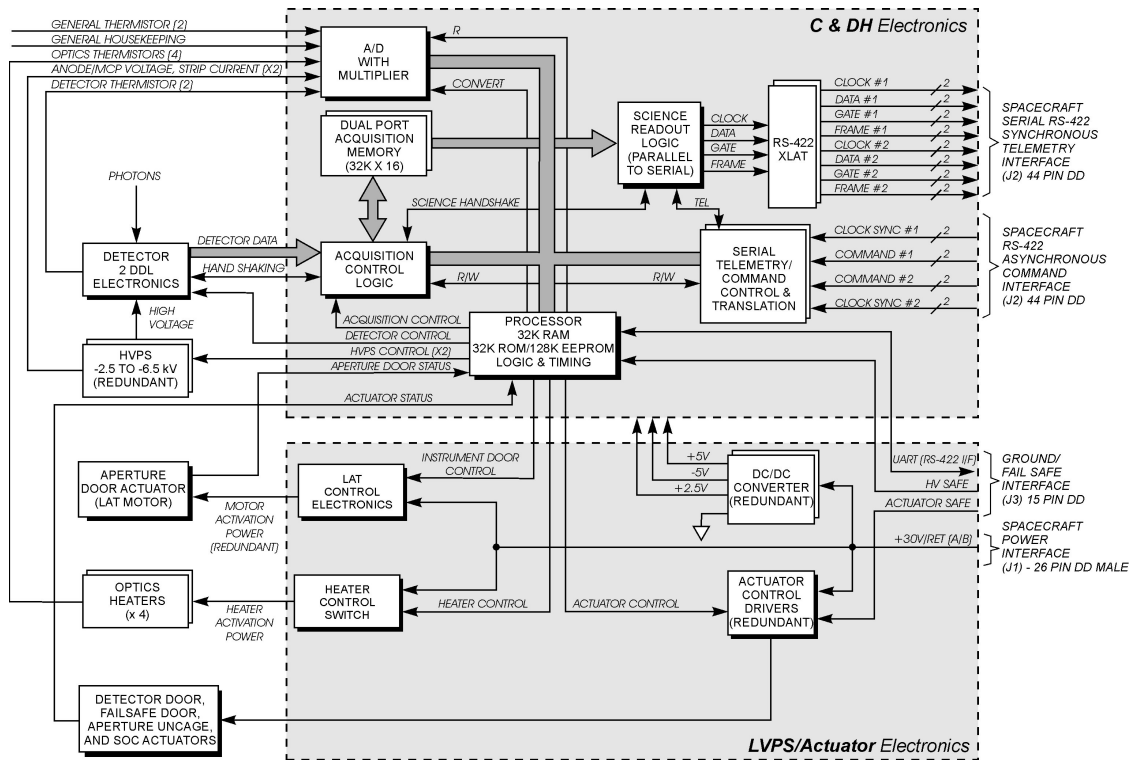 C & DH Electronics
GENERAL THERMISTOR (2)
GENERAL HOUSEKEEPING
OPTICS THERMISTORS (4)
ANODE/MCP VOLTAGE, STRIP CURRENT (X2)
DETECTOR THERMISTOR (2)
A/D
WITH
MULTIPLIER
R
CONVERT
DUAL PORT
ACQUISITION
MEMORY
(32K X 16)
SCIENCE
READOUT
LOGIC
(PARALLEL
TO SERIAL)
CLOCK
DATA
GATE
FRAME
RS-422
XLAT
CLOCK #1
DATA #1
GATE #1
FRAME #1
CLOCK #2
DATA #2
GATE #2
FRAME #2
2
2
2
2
2
2
2
2
SPACECRAFT
SERIAL RS-422
SYNCHRONOUS
TELEMETRY
INTERFACE
(J2) 44 PIN DD
PHOTONS
SCIENCE HANDSHAKE
TEL
DETECTOR
2 DDL
ELECTRONICS
DETECTOR DATA
HAND SHAKING
ACQUISITION
CONTROL
LOGIC
R/W
R/W
SERIAL
TELEMETRY/
COMMAND
CONTROL &
TRANSLATION
CLOCK SYNC #1
COMMAND #1
COMMAND #2
CLOCK SYNC #2
2
2
2
2
SPACECRAFT
RS-422
ASYNCHRONOUS
COMMAND
INTERFACE
(J2) 44 PIN DD
HIGH
VOLTAGE
HVPS
-2.5 TO -6.5 kV
(REDUNDANT)
ACQUISITION CONTROL
DETECTOR CONTROL
HVPS CONTROL (X2)
APERTURE DOOR STATUS
ACTUATOR STATUS
PROCESSOR
32K RAM
32K ROM/128K EEPROM
LOGIC & TIMING
APERTURE
DOOR ACTUATOR
(LAT MOTOR)
MOTOR
ACTIVATION
POWER
(REDUNDANT)
LAT
CONTROL
ELECTRONICS
INSTRUMENT DOOR
CONTROL
+5V
-5V
+2.5V
DC/DC
CONVERTER
(REDUNDANT)
UART (RS-422 I/F)
HV SAFE
ACTUATOR SAFE
GROUND/
FAIL SAFE
INTERFACE
(J3) 15 PIN DD
+30V/RET (A/B)
SPACECRAFT
POWER
INTERFACE
(J1) - 26 PIN DD MALE
OPTICS
HEATERS
(x 4)
HEATER
ACTIVATION
POWER
HEATER
CONTROL
SWITCH
HEATER CONTROL
ACTUATOR CONTROL
ACTUATOR
CONTROL
DRIVERS
(REDUNDANT)
DETECTOR DOOR,
FAILSAFE DOOR,
APERTURE UNCAGE,
AND SOC ACTUATORS
LVPS/Actuator Electronics